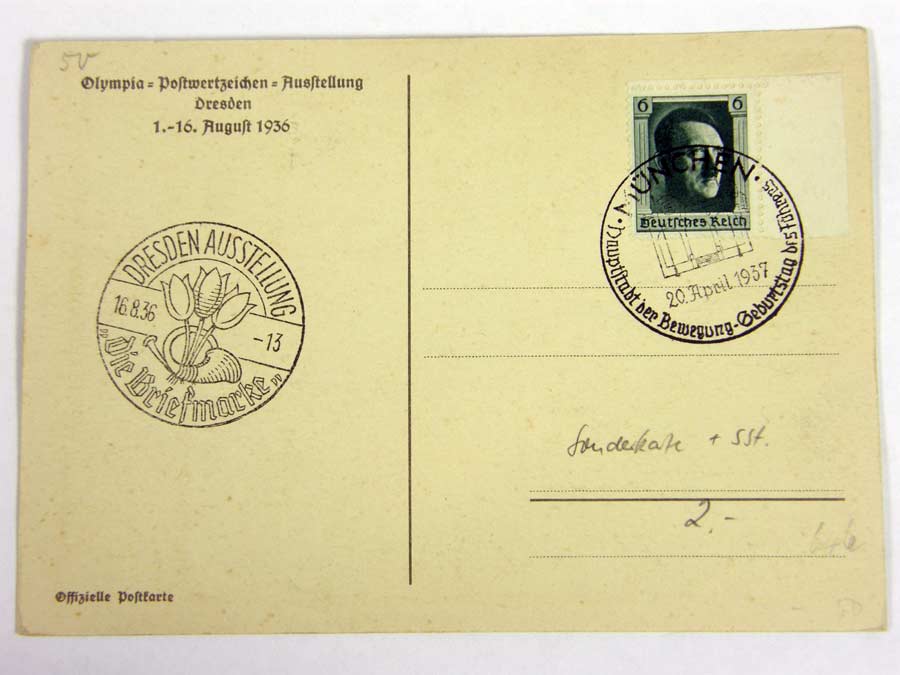 5V
Olympia = Postwertzeichen = Ausstellung
Dresden
1.-16. August 1936
6 6
Deutsches Reich
· MÜNCHEN ·
20. April 1937
Hauptstadt der Bewegung - Geburtstag des Führers
DRESDEN AUSSTELLUNG
16.8.36 -13
„Die Briefmarke"
Sonderkarte + SSt.
2.-
Offizielle Postkarte